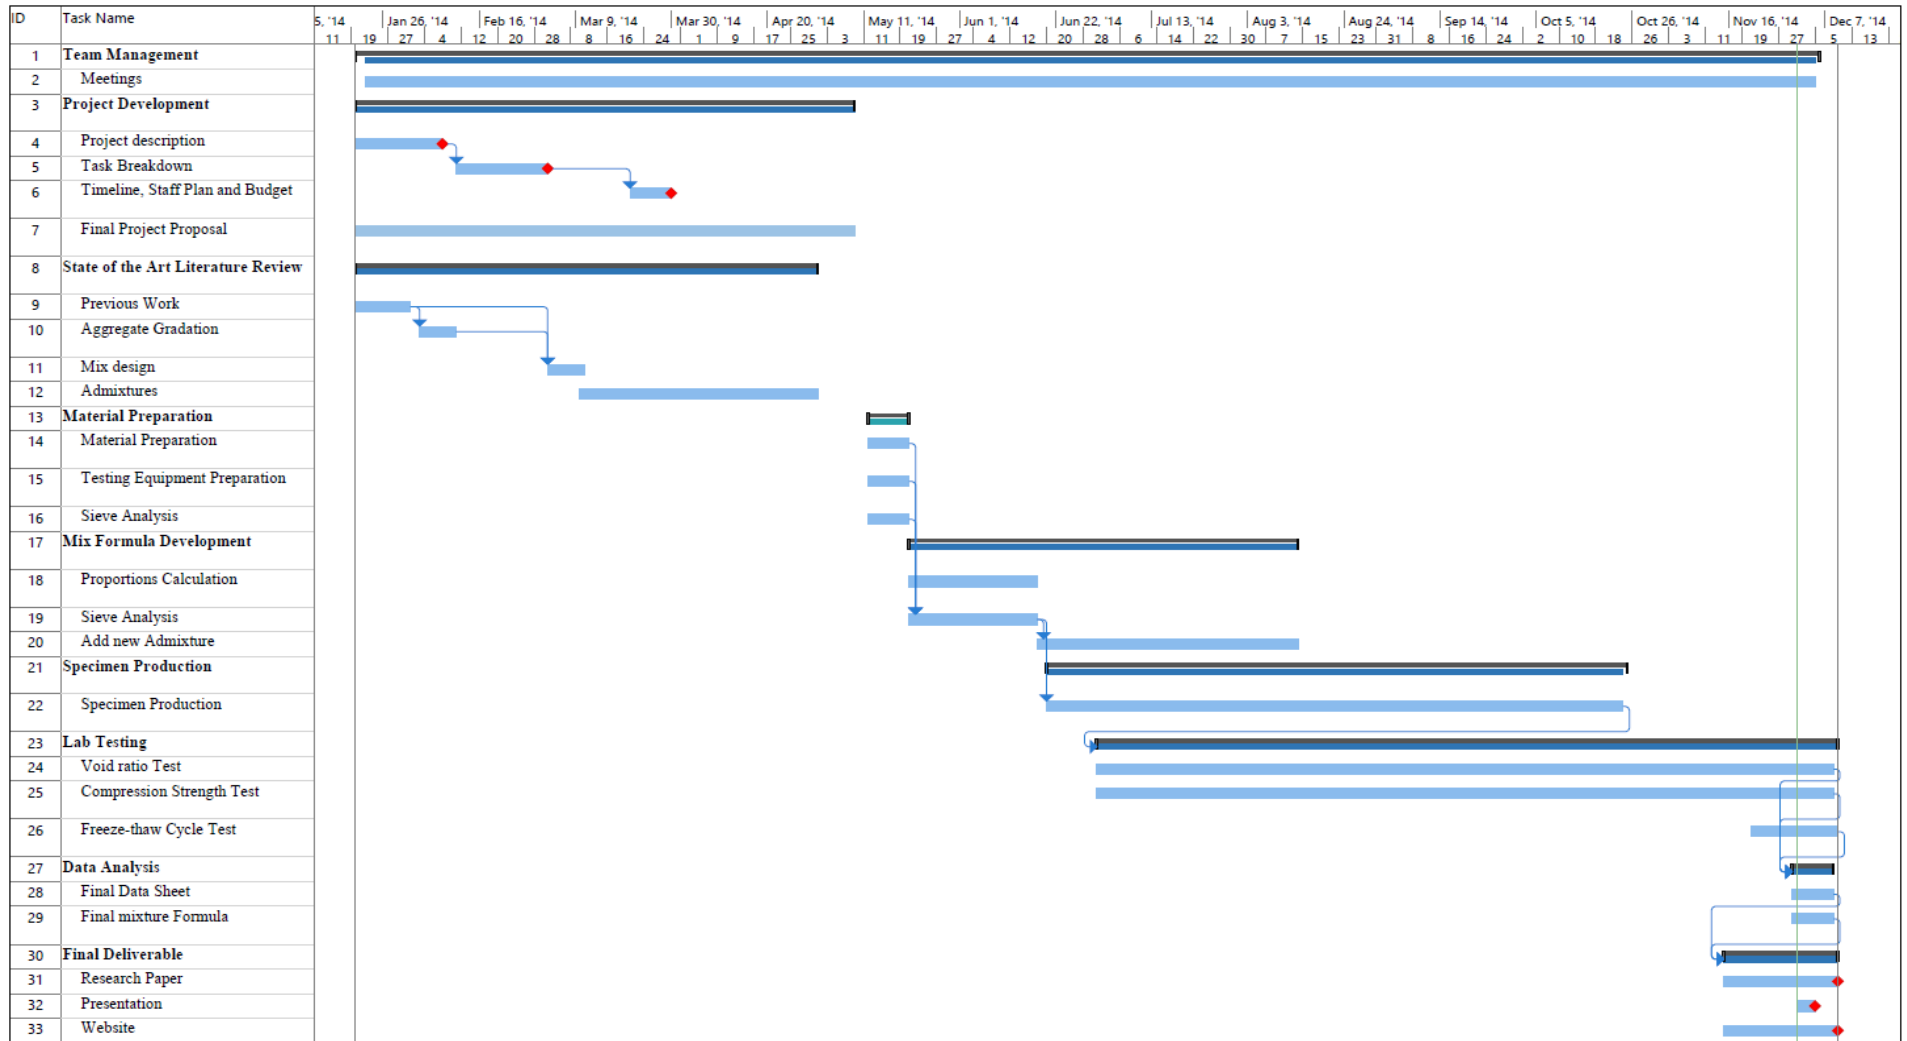 ID Task Name 5, '14 Jan 26, '14 Feb 16, '14 Mar 9, '14 Mar 30, '14 Apr 20, '14 May 11, '14 Jun 1, '14 Jun 22, '14 Jul 13, '14 Aug 3, '14 Aug 24, '14 Sep 14, '14 Oct 5, '14 Oct 26, '14 Nov 16, '14 Dec 7, '14
11 19 27 4 12 20 28 8 16 24 1 9 17 25 3 11 19 27 4 12 20 28 6 14 22 30 7 15 23 31 8 16 24 2 10 18 26 3 11 19 27 5 13
1 Team Management
2 Meetings
3 Project Development
4 Project description
5 Task Breakdown
6 Timeline, Staff Plan and Budget
7 Final Project Proposal
8 State of the Art Literature Review
9 Previous Work
10 Aggregate Gradation
11 Mix design
12 Admixtures
13 Material Preparation
14 Material Preparation
15 Testing Equipment Preparation
16 Sieve Analysis
17 Mix Formula Development
18 Proportions Calculation
19 Sieve Analysis
20 Add new Admixture
21 Specimen Production
22 Specimen Production
23 Lab Testing
24 Void ratio Test
25 Compression Strength Test
26 Freeze-thaw Cycle Test
27 Data Analysis
28 Final Data Sheet
29 Final mixture Formula
30 Final Deliverable
31 Research Paper
32 Presentation
33 Website